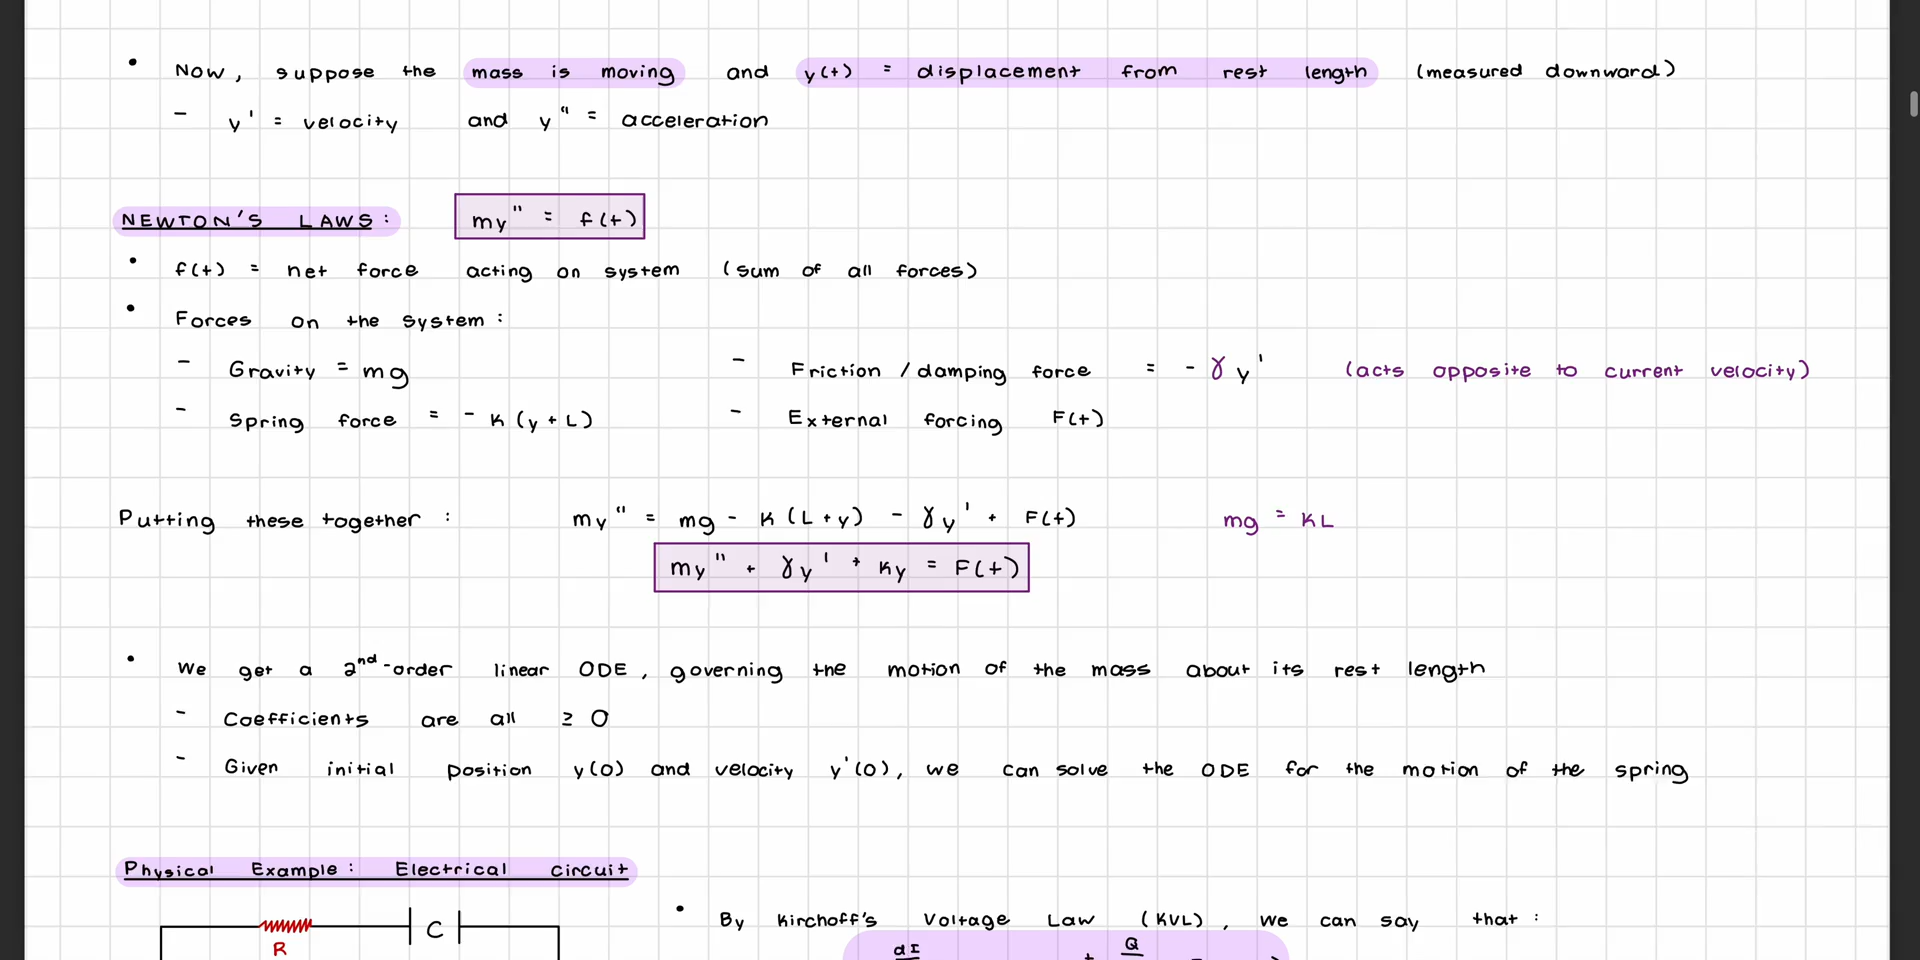 • Now, suppose the mass is moving and y(t) = displacement from rest length (measured downward)
- y' = velocity and y" = acceleration
NEWTON'S LAWS: my" = f(t)
• f(t) = net force acting on system (sum of all forces)
• Forces on the system:
- Gravity = mg - Friction/damping force = -γy' (acts opposite to current velocity)
- Spring force = -k(y+L) - External forcing F(t)
Putting these together: my" = mg - k(L+y) - γy' + F(t) mg = kL
my" + γy' + ky = F(t)
• We get a 2nd-order linear ODE, governing the motion of the mass about its rest length
- Coefficients are all ≥ 0
- Given initial position y(0) and velocity y'(0), we can solve the ODE for the motion of the spring
Physical Example: Electrical circuit
• By Kirchoff's Voltage Law (KVL), we can say that:
C
R
dI + Q